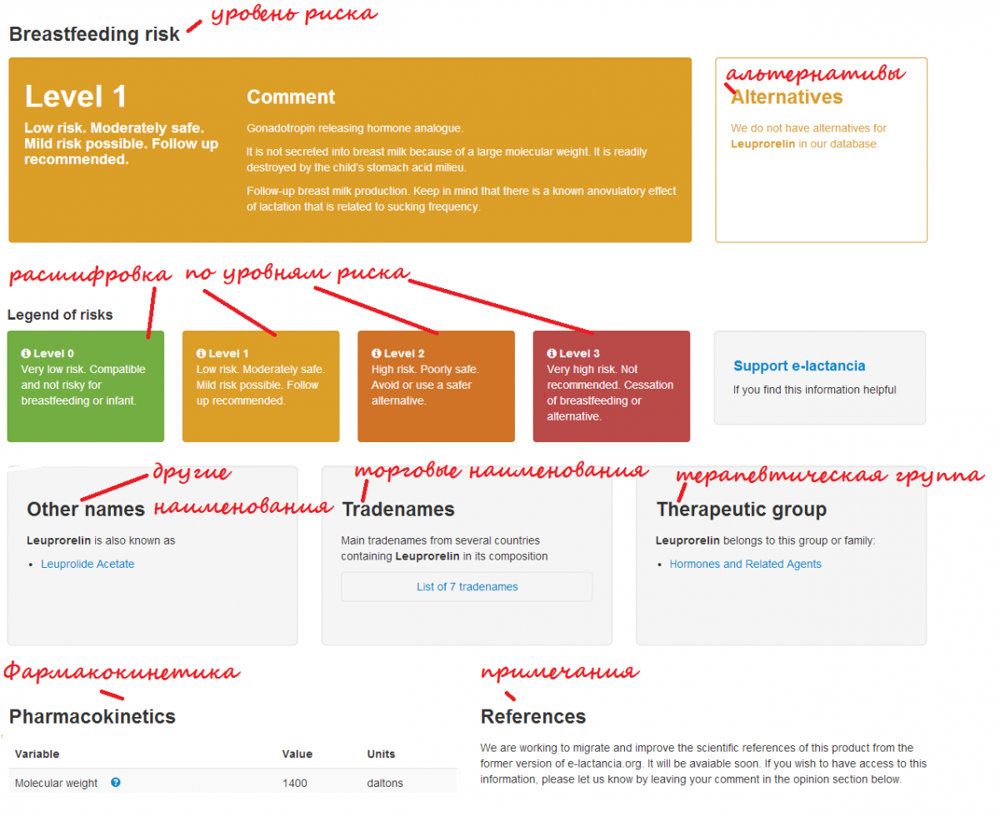 уровень риска
Breastfeeding risk
Level 1
Low risk. Moderately safe.
Mild risk possible. Follow up
recommended.
Comment
Gonadotropin releasing hormone analogue.
It is not secreted into breast milk because of a large molecular weight. It is readily
destroyed by the child's stomach acid milieu.
Follow-up breast milk production. Keep in mind that there is a known anovulatory effect
of lactation that is related to sucking frequency.
альтернативы
Alternatives
We do not have alternatives for
Leuprorelin in our database.
расшифровка по уровням риска
Legend of risks
Level 0
Very low risk. Compatible
and not risky for
breastfeeding or infant.
Level 1
Low risk. Moderately safe.
Mild risk possible. Follow
up recommended.
Level 2
High risk. Poorly safe.
Avoid or use a safer
alternative.
Level 3
Very high risk. Not
recommended. Cessation
of breastfeeding or
alternative.
Support e-lactancia
If you find this information helpful
другие
наименования
Other names
Leuprorelin is also known as
• Leuprolide Acetate
торговые наименования
Tradenames
Main tradenames from several countries
containing Leuprorelin in its composition
List of 7 tradenames
терапевтическая группа
Therapeutic group
Leuprorelin belongs to this group or family:
• Hormones and Related Agents
Фармакокинетика
Pharmacokinetics
Variable Value Units
Molecular weight ? 1400 daltons
примечания
References
We are working to migrate and improve the scientific references of this product from the
former version of e-lactancia.org. It will be avaiable soon. If you wish to have access to this
information, please let us know by leaving your comment in the opinion section below.